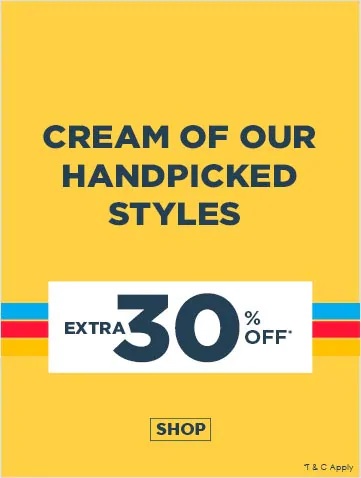 CREAM OF OUR
HANDPICKED
STYLES
EXTRA 30% OFF*
SHOP
*T & C Apply